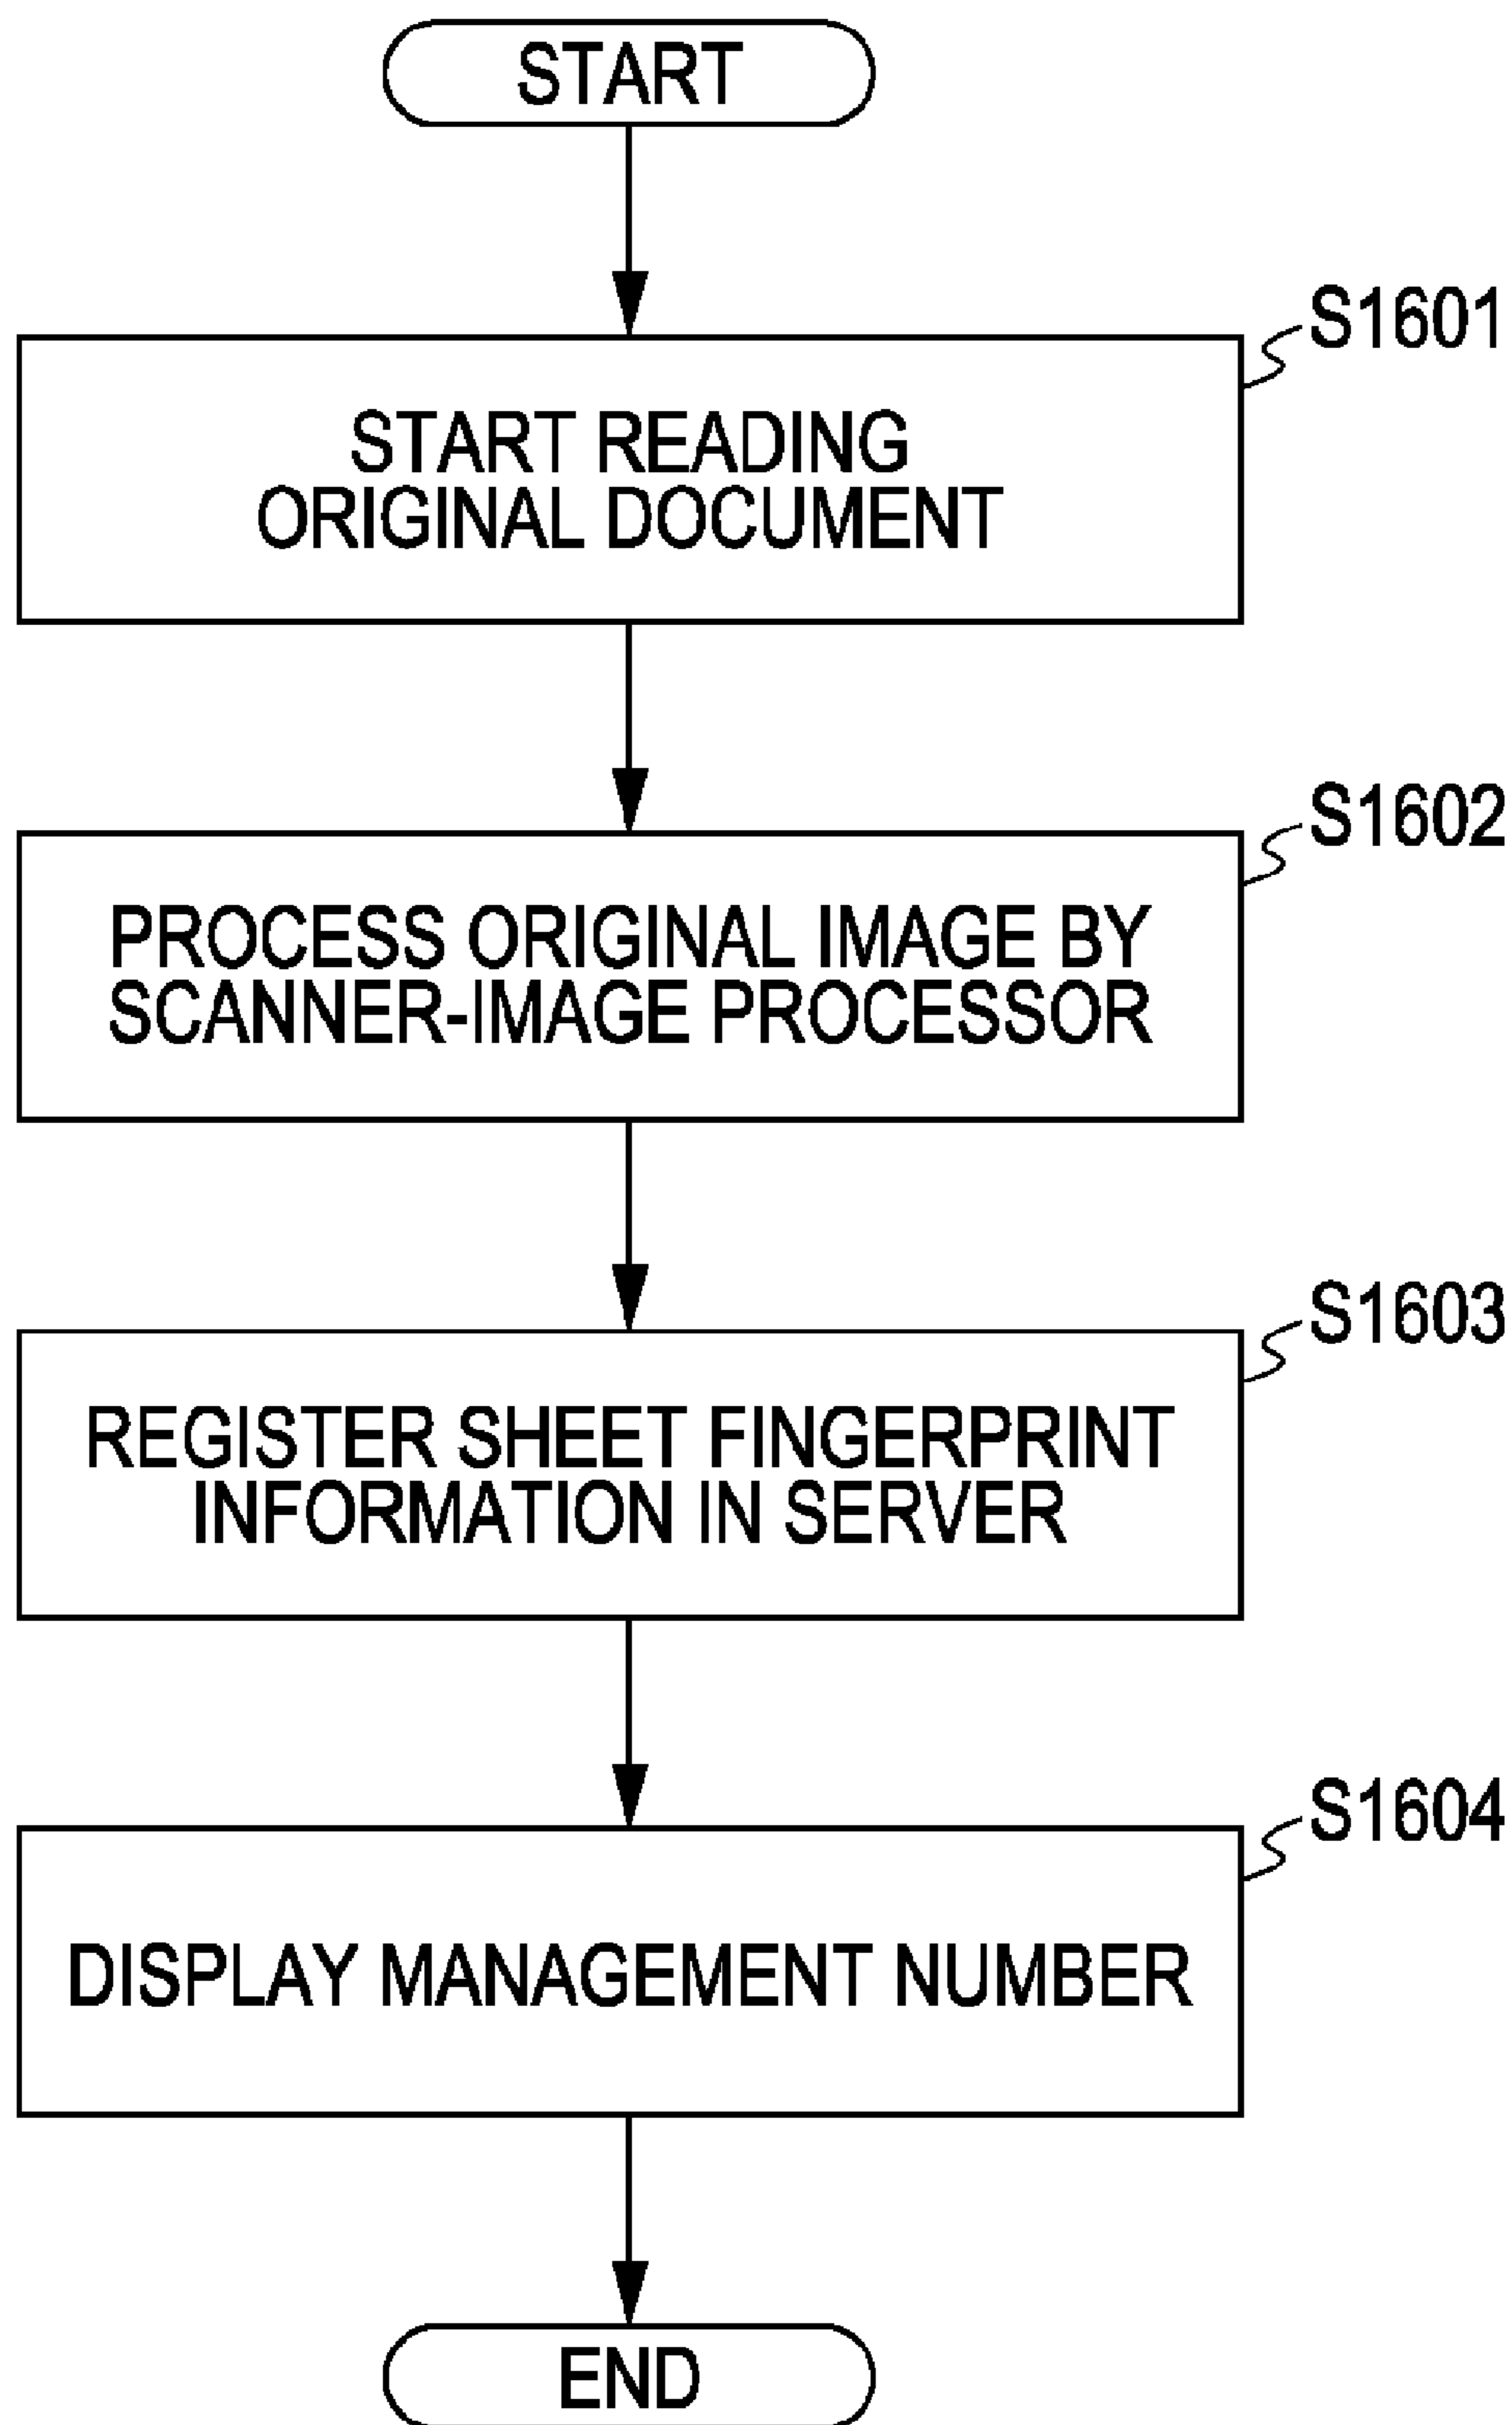 START
S1601
START READING
ORIGINAL DOCUMENT
S1602
PROCESS ORIGINAL IMAGE BY
SCANNER-IMAGE PROCESSOR
S1603
REGISTER SHEET FINGERPRINT
INFORMATION IN SERVER
S1604
DISPLAY MANAGEMENT NUMBER
END